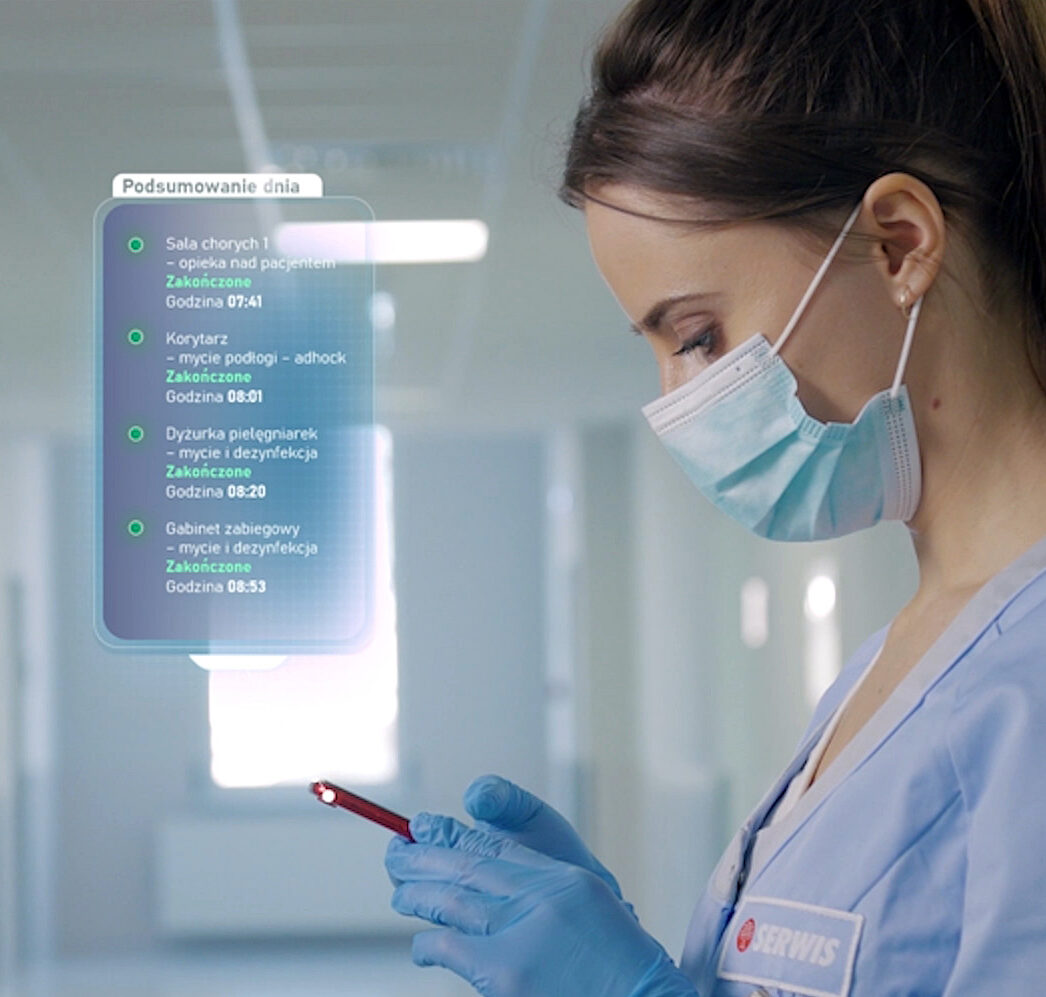 Podsumowanie dnia
Sala chorych 1
– opieka nad pacjentem
Zakończone
Godzina 07:41
Korytarz
– mycie podłogi – adhock
Zakończone
Godzina 08:01
Dyżurka pielęgniarek
– mycie i dezynfekcja
Zakończone
Godzina 08:20
Gabinet zabiegowy
– mycie i dezynfekcja
Zakończone
Godzina 08:53
SERWIS